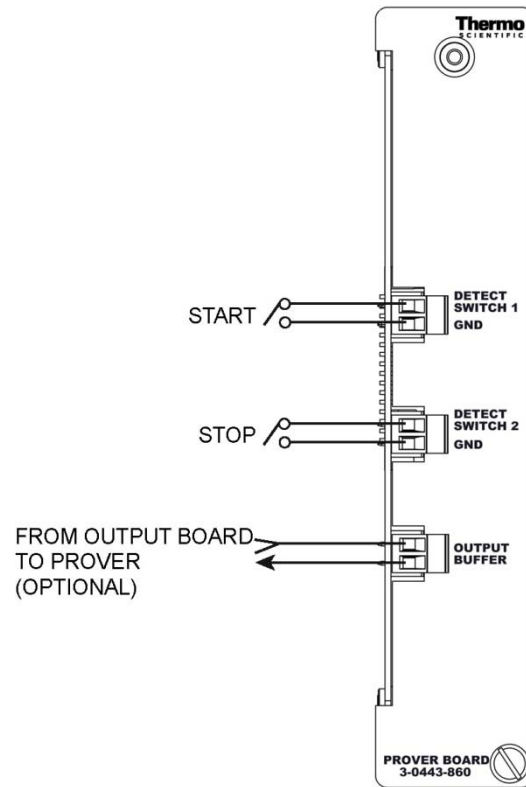 Thermo
SCIENTIFIC
START
DETECT
SWITCH 1
GND
STOP
DETECT
SWITCH 2
GND
FROM OUTPUT BOARD
TO PROVER
(OPTIONAL)
OUTPUT
BUFFER
PROVER BOARD
3-0443-860